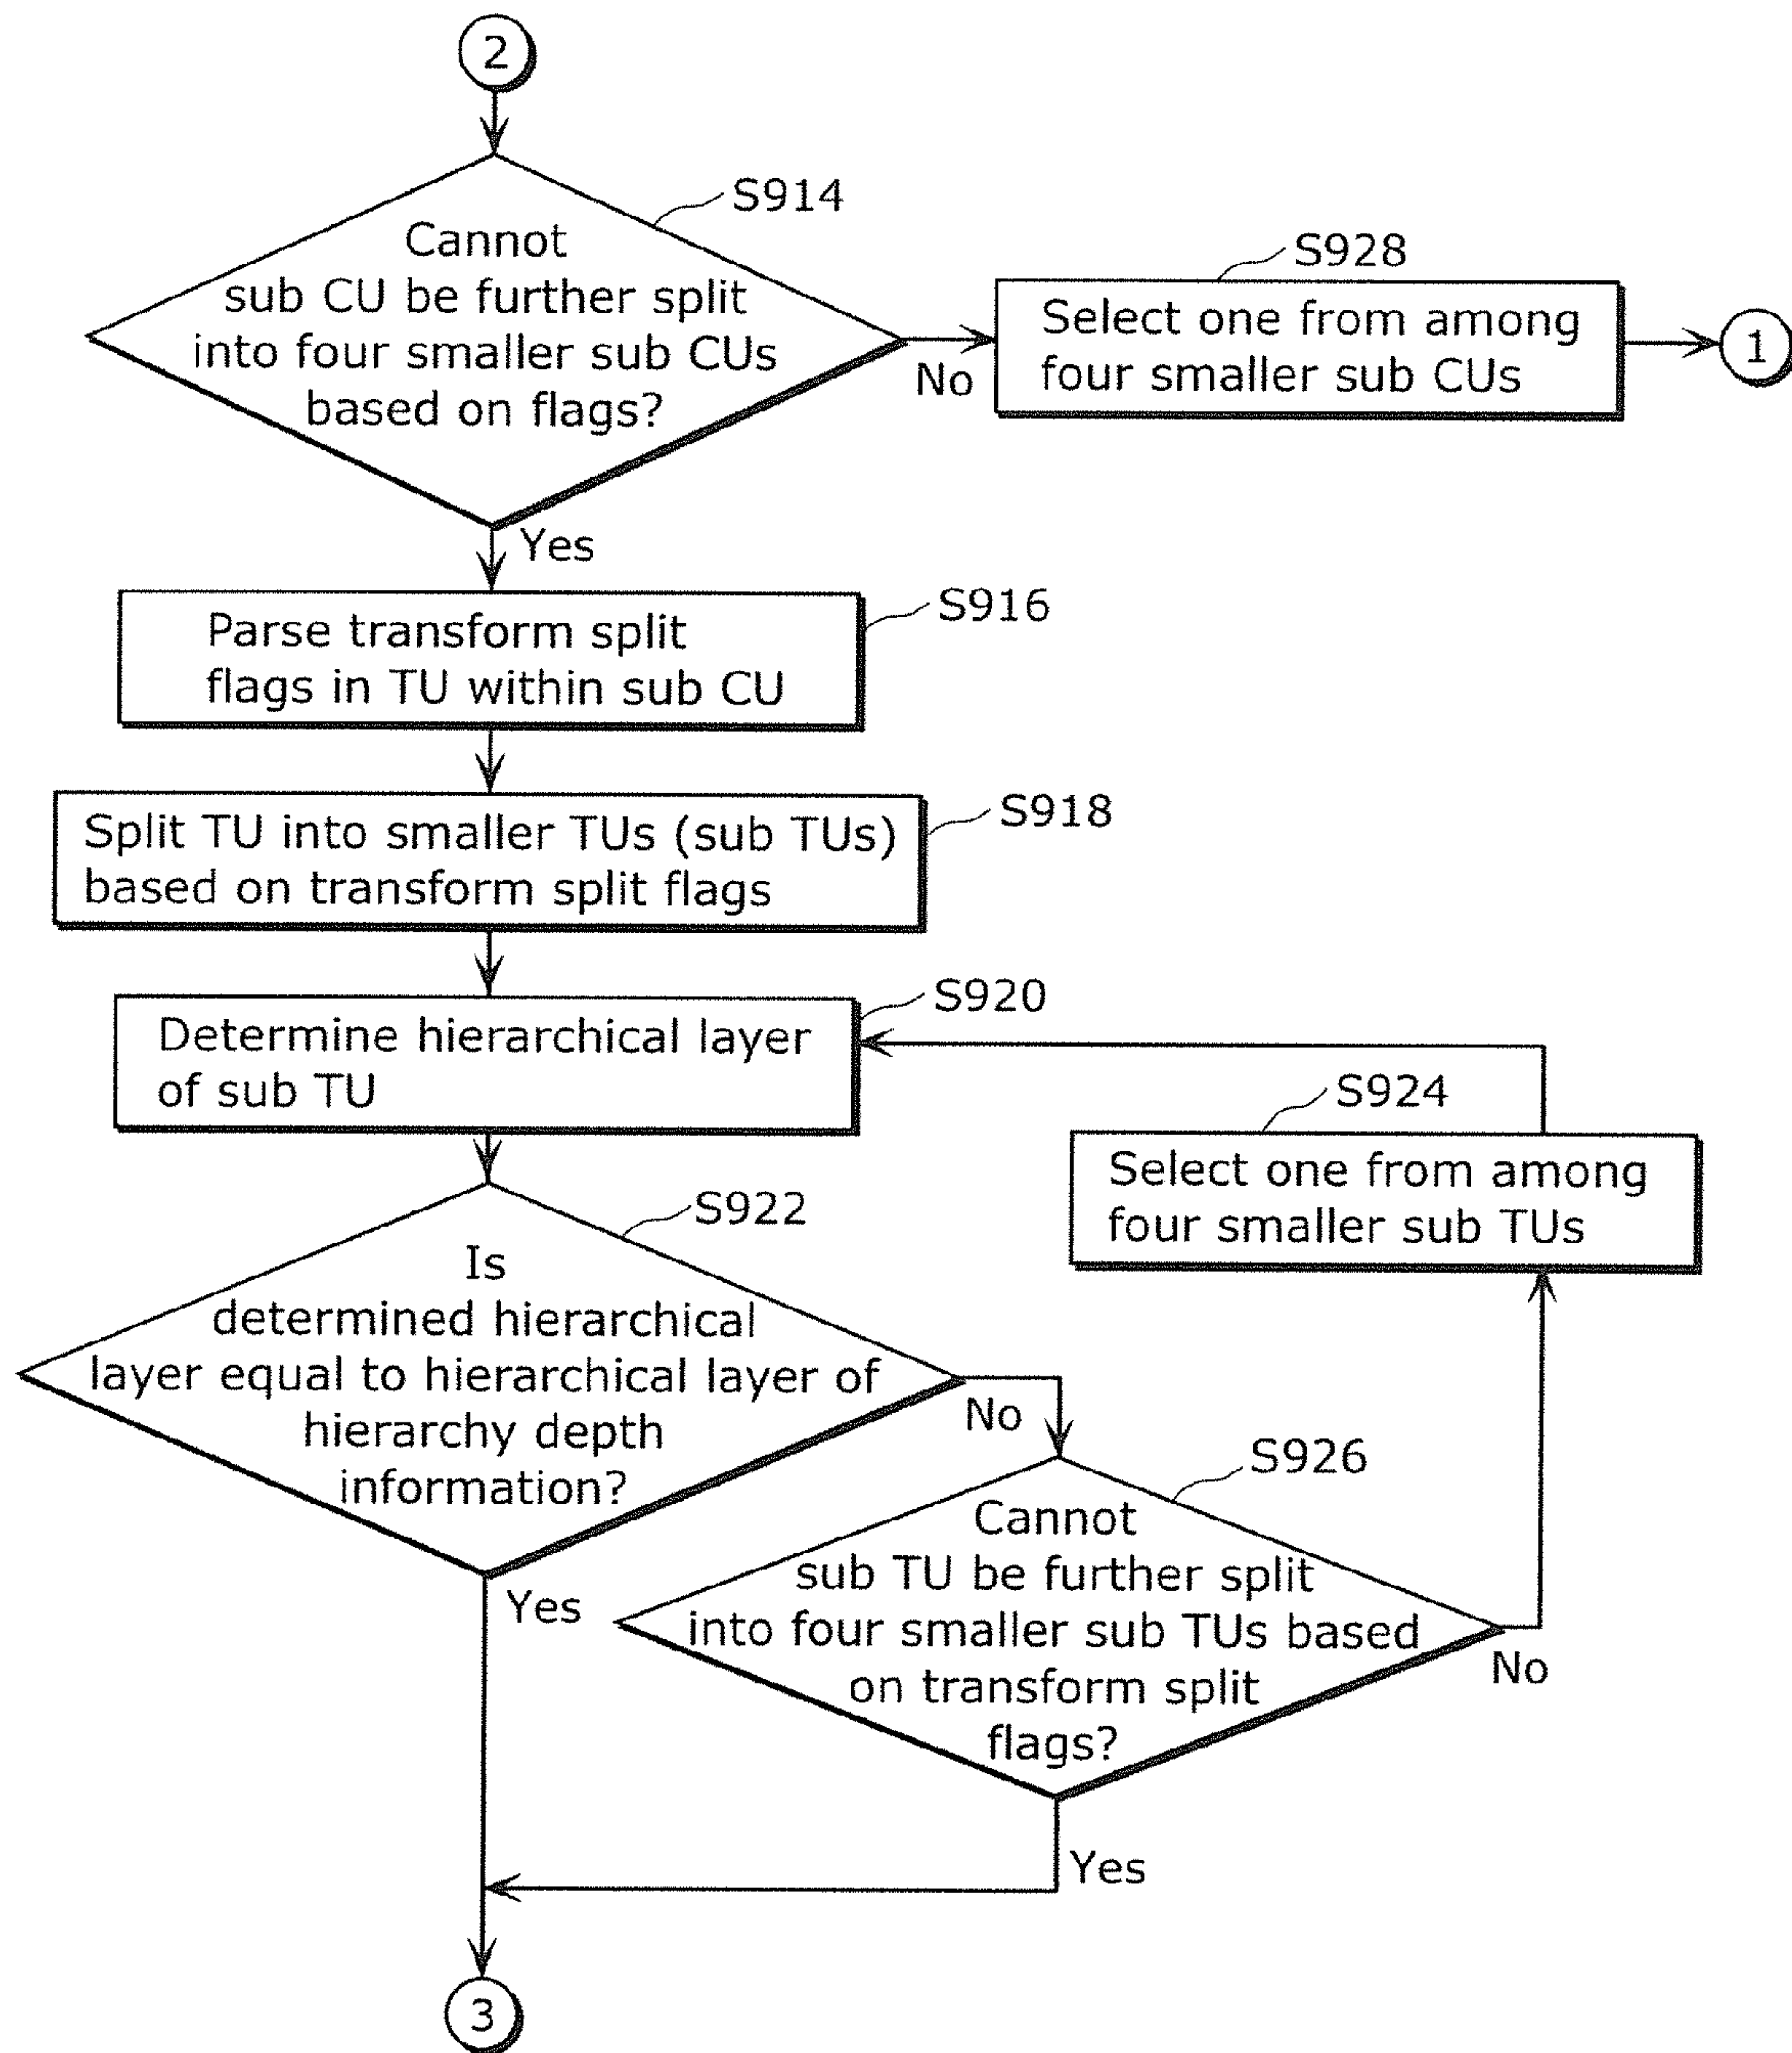 2
S914
Cannot
sub CU be further split
into four smaller sub CUs
based on flags?
No
S928
Select one from among
four smaller sub CUs
1
Yes
S916
Parse transform split
flags in TU within sub CU
S918
Split TU into smaller TUs (sub TUs)
based on transform split flags
S920
Determine hierarchical layer
of sub TU
S924
Select one from among
four smaller sub TUs
S922
Is
determined hierarchical
layer equal to hierarchical layer of
hierarchy depth
information?
No
Yes
S926
Cannot
sub TU be further split
into four smaller sub TUs based
on transform split
flags?
No
Yes
3